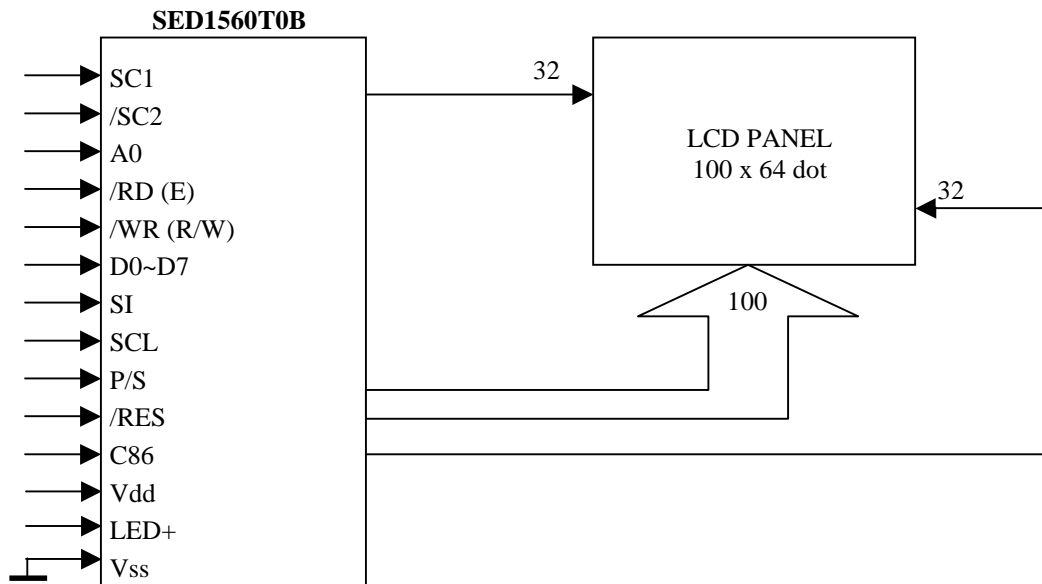 SED1560T0B
SC1
/SC2
A0
/RD (E)
/WR (R/W)
D0~D7
SI
SCL
P/S
/RES
C86
Vdd
LED+
Vss
32
LCD PANEL
100 x 64 dot
32
100